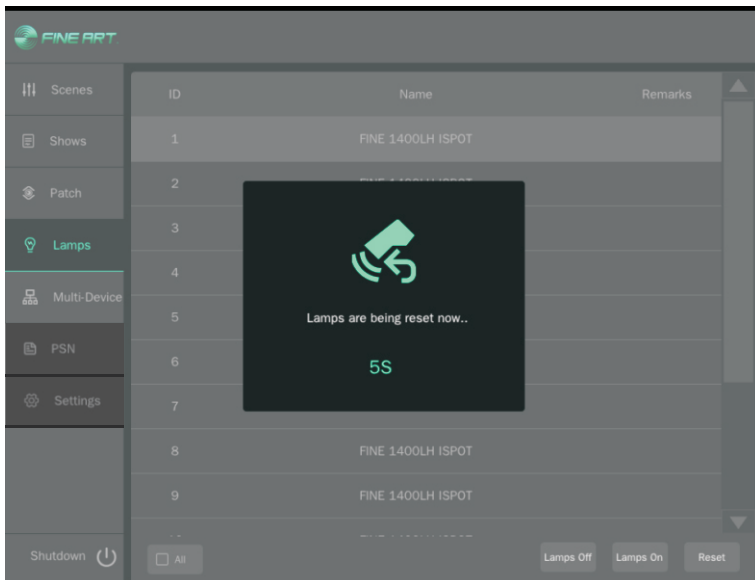 FINE ART.
Scenes
Shows
Patch
Lamps
Multi-Device
PSN
Settings
Shutdown
ID Name Remarks
1 FINE 1400LH ISPOT
2
3
4
5
6
7
8 FINE 1400LH ISPOT
9 FINE 1400LH ISPOT
Lamps are being reset now..
5S
All
Lamps Off Lamps On Reset